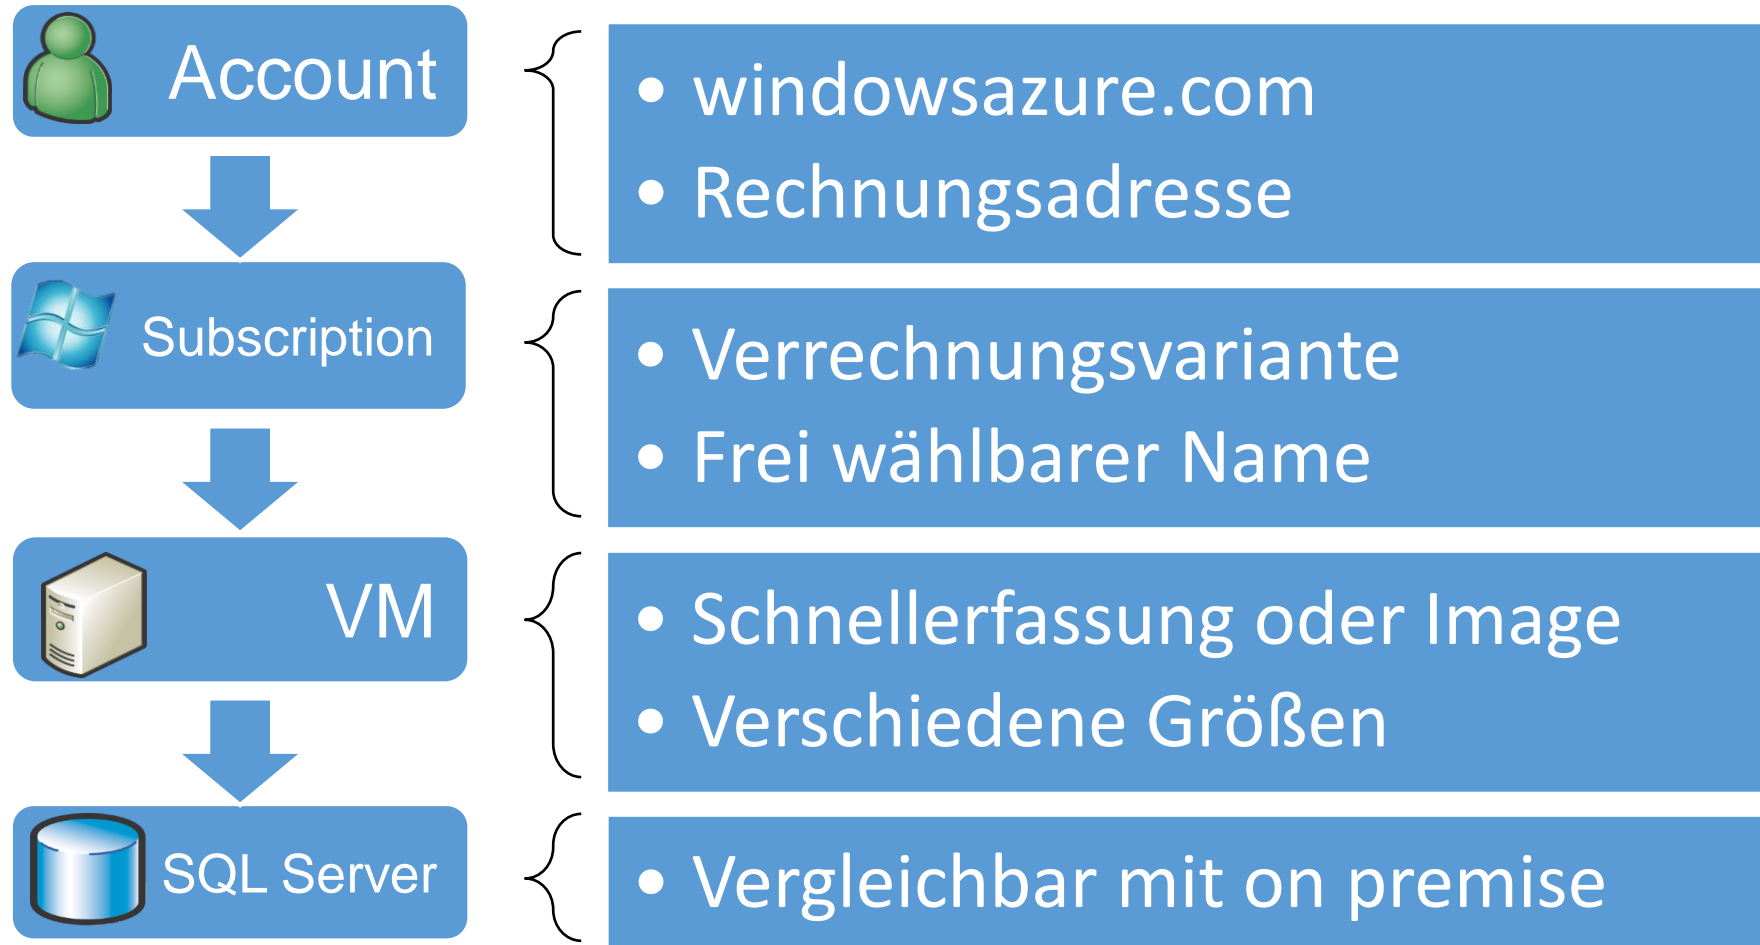 Account
• windowsazure.com
• Rechnungsadresse
Subscription
• Verrechnungsvariante
• Frei wählbarer Name
VM
• Schnellerfassung oder Image
• Verschiedene Größen
SQL Server
• Vergleichbar mit on premise